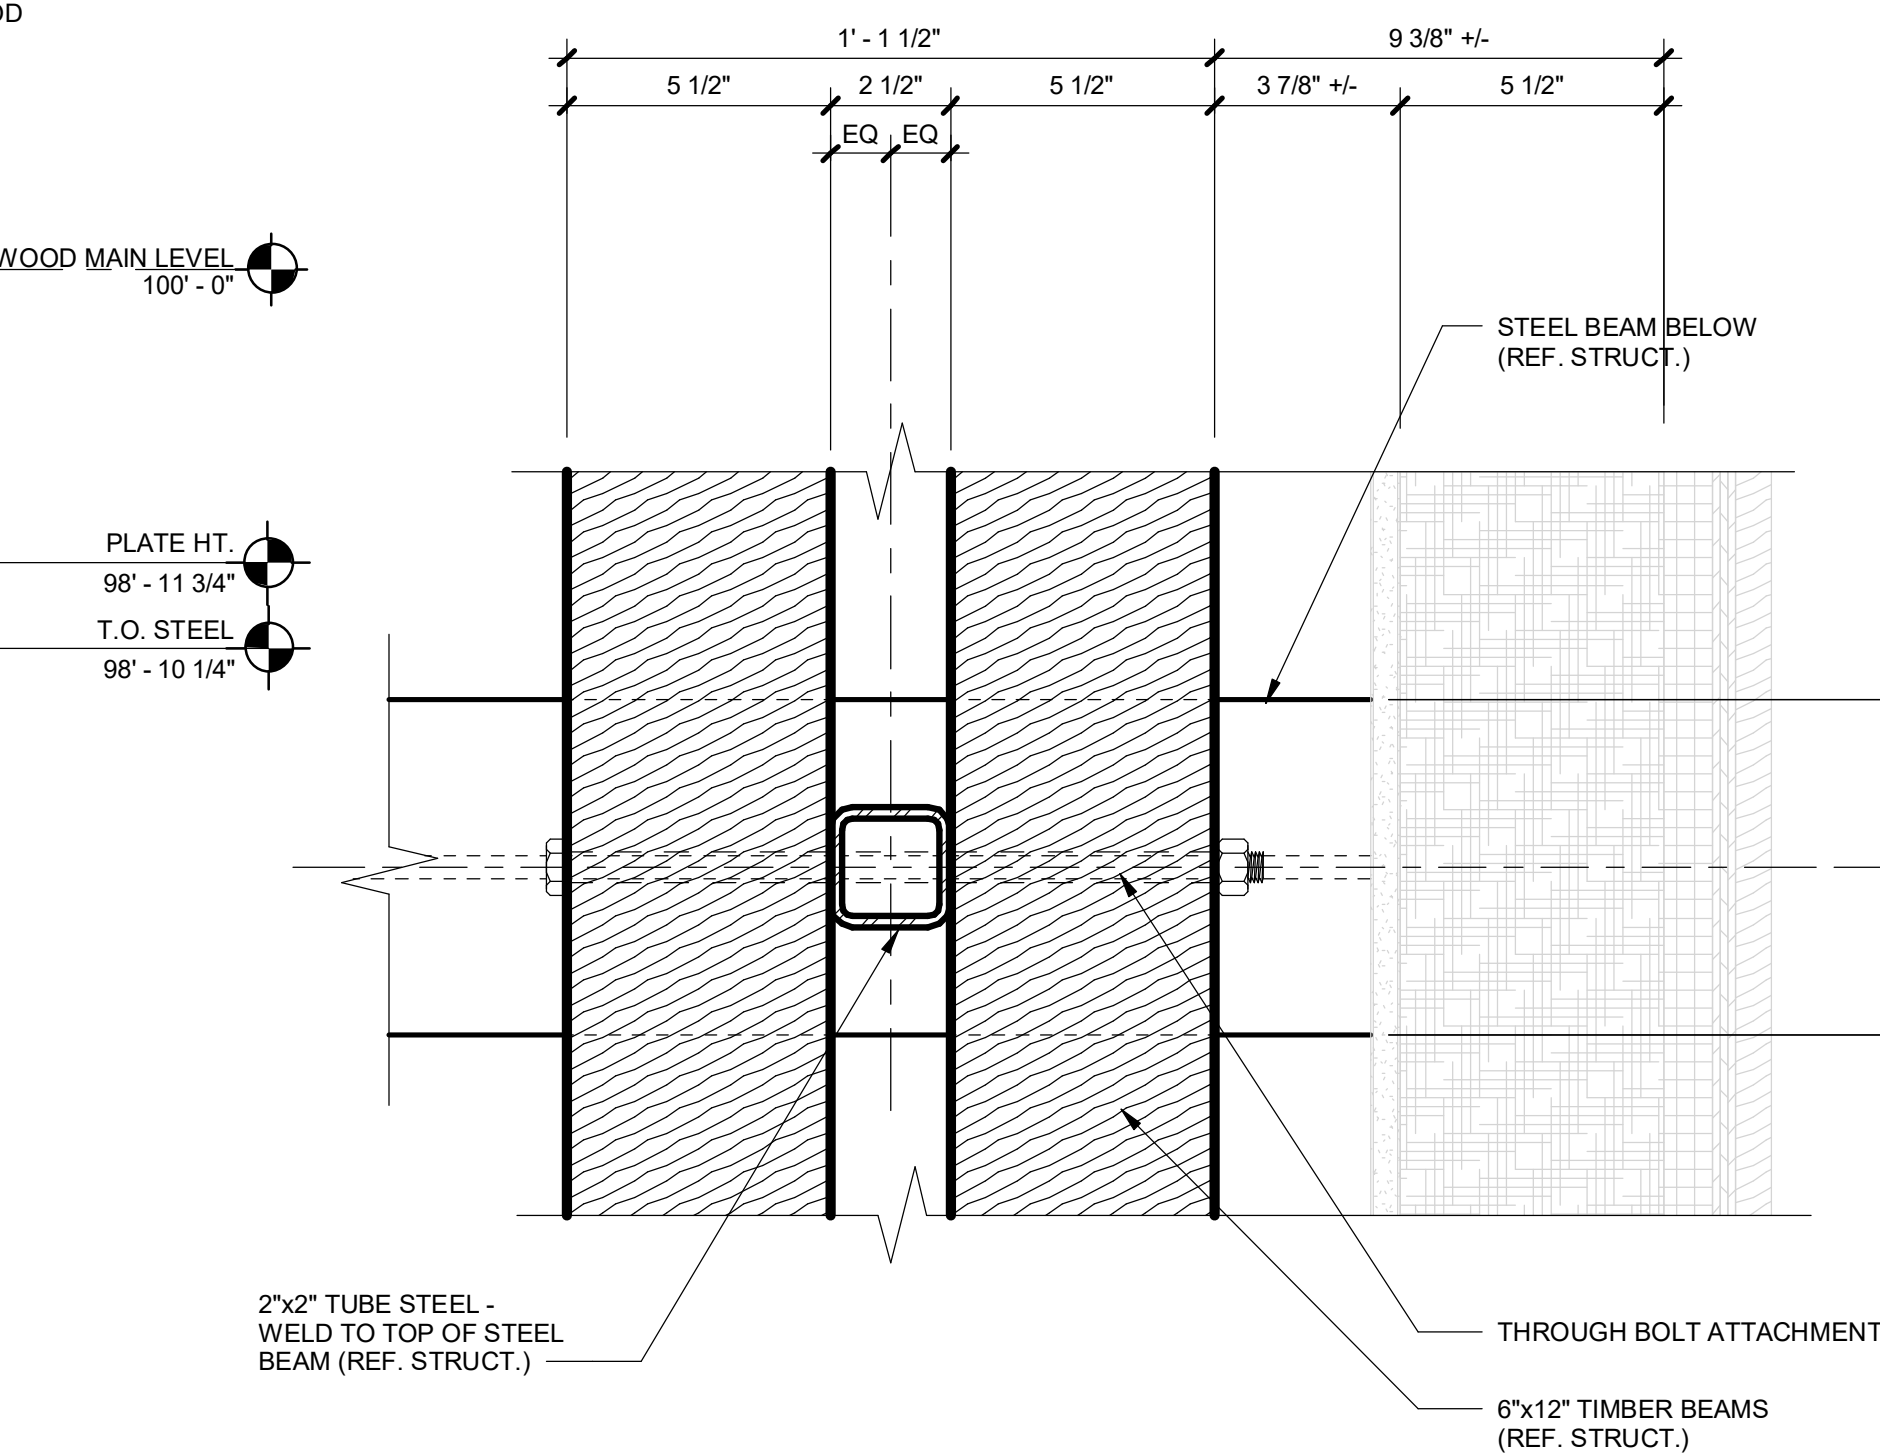 OD
1' - 1 1/2"
9 3/8" +/-
5 1/2"
2 1/2"
5 1/2"
3 7/8" +/-
5 1/2"
EQ
EQ
WOOD MAIN LEVEL
100' - 0"
STEEL BEAM BELOW
(REF. STRUCT.)
PLATE HT.
98' - 11 3/4"
T.O. STEEL
98' - 10 1/4"
2"x2" TUBE STEEL -
WELD TO TOP OF STEEL
BEAM (REF. STRUCT.)
THROUGH BOLT ATTACHMENT
6"x12" TIMBER BEAMS
(REF. STRUCT.)